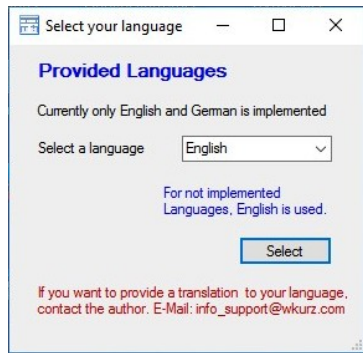 Select your language
Provided Languages
Currently only English and German is implemented
Select a language English
For not implemented
Languages, English is used.
Select
If you want to provide a translation to your language,
contact the author. E-Mail: info_support@wkurz.com